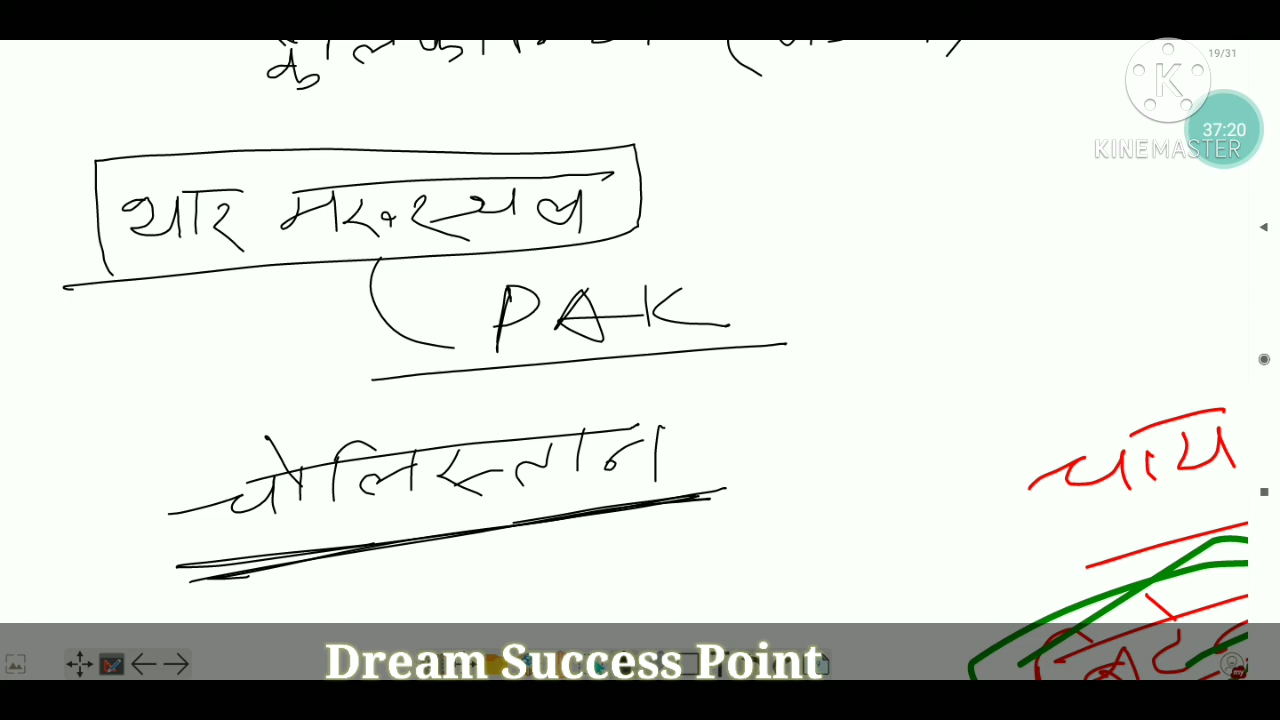 19/31
37:20
KINEMASTER
थार मरुस्थल
PAK
चोलिस्तान
चाय
Dream Success Point